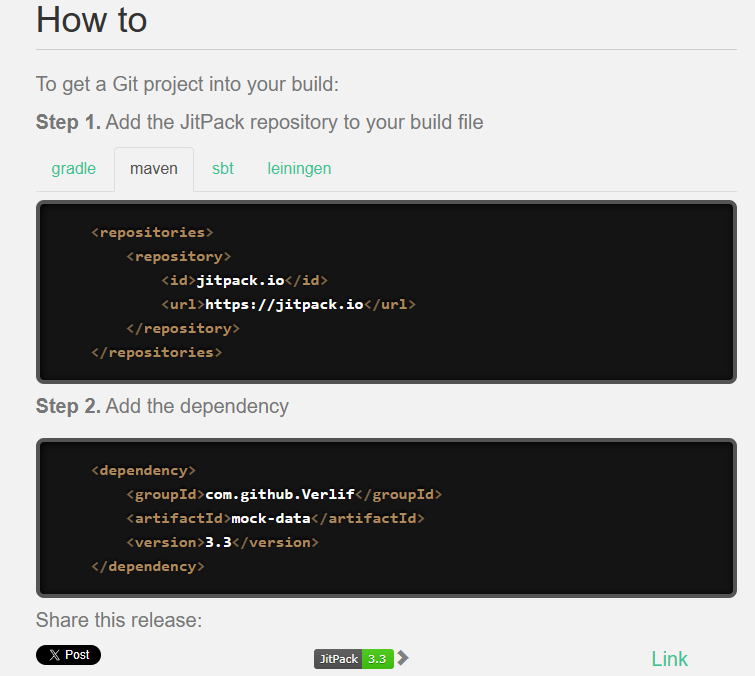 How to
To get a Git project into your build:
Step 1. Add the JitPack repository to your build file
gradle maven sbt leiningen
<repositories>
<repository>
<id>jitpack.io</id>
<url>https://jitpack.io</url>
</repository>
</repositories>
Step 2. Add the dependency
<dependency>
<groupId>com.github.Verlif</groupId>
<artifactId>mock-data</artifactId>
<version>3.3</version>
</dependency>
Share this release:
X Post JitPack 3.3 Link